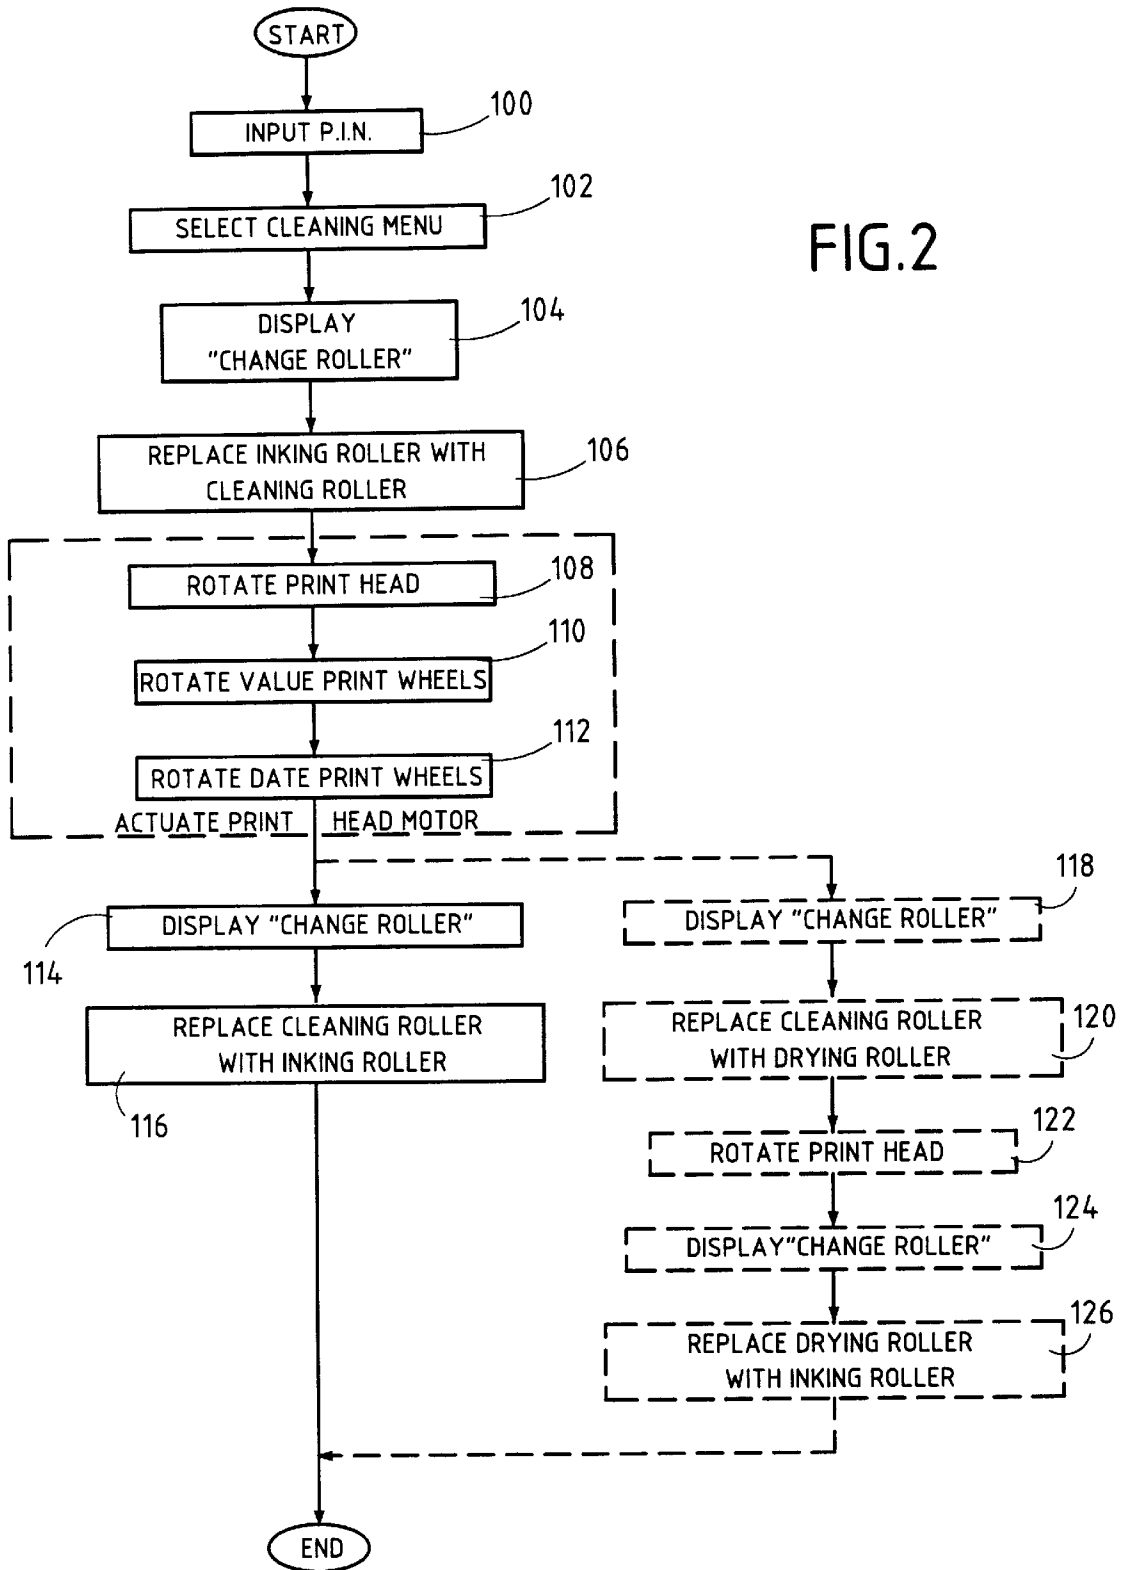 START
100
INPUT P.I.N.
102
SELECT CLEANING MENU
FIG.2
104
DISPLAY
"CHANGE ROLLER"
106
REPLACE INKING ROLLER WITH
CLEANING ROLLER
108
ROTATE PRINT HEAD
110
ROTATE VALUE PRINT WHEELS
112
ROTATE DATE PRINT WHEELS
ACTUATE PRINT HEAD MOTOR
114
DISPLAY "CHANGE ROLLER"
116
REPLACE CLEANING ROLLER
WITH INKING ROLLER
118
DISPLAY "CHANGE ROLLER"
120
REPLACE CLEANING ROLLER
WITH DRYING ROLLER
122
ROTATE PRINT HEAD
124
DISPLAY"CHANGE ROLLER"
126
REPLACE DRYING ROLLER
WITH INKING ROLLER
END